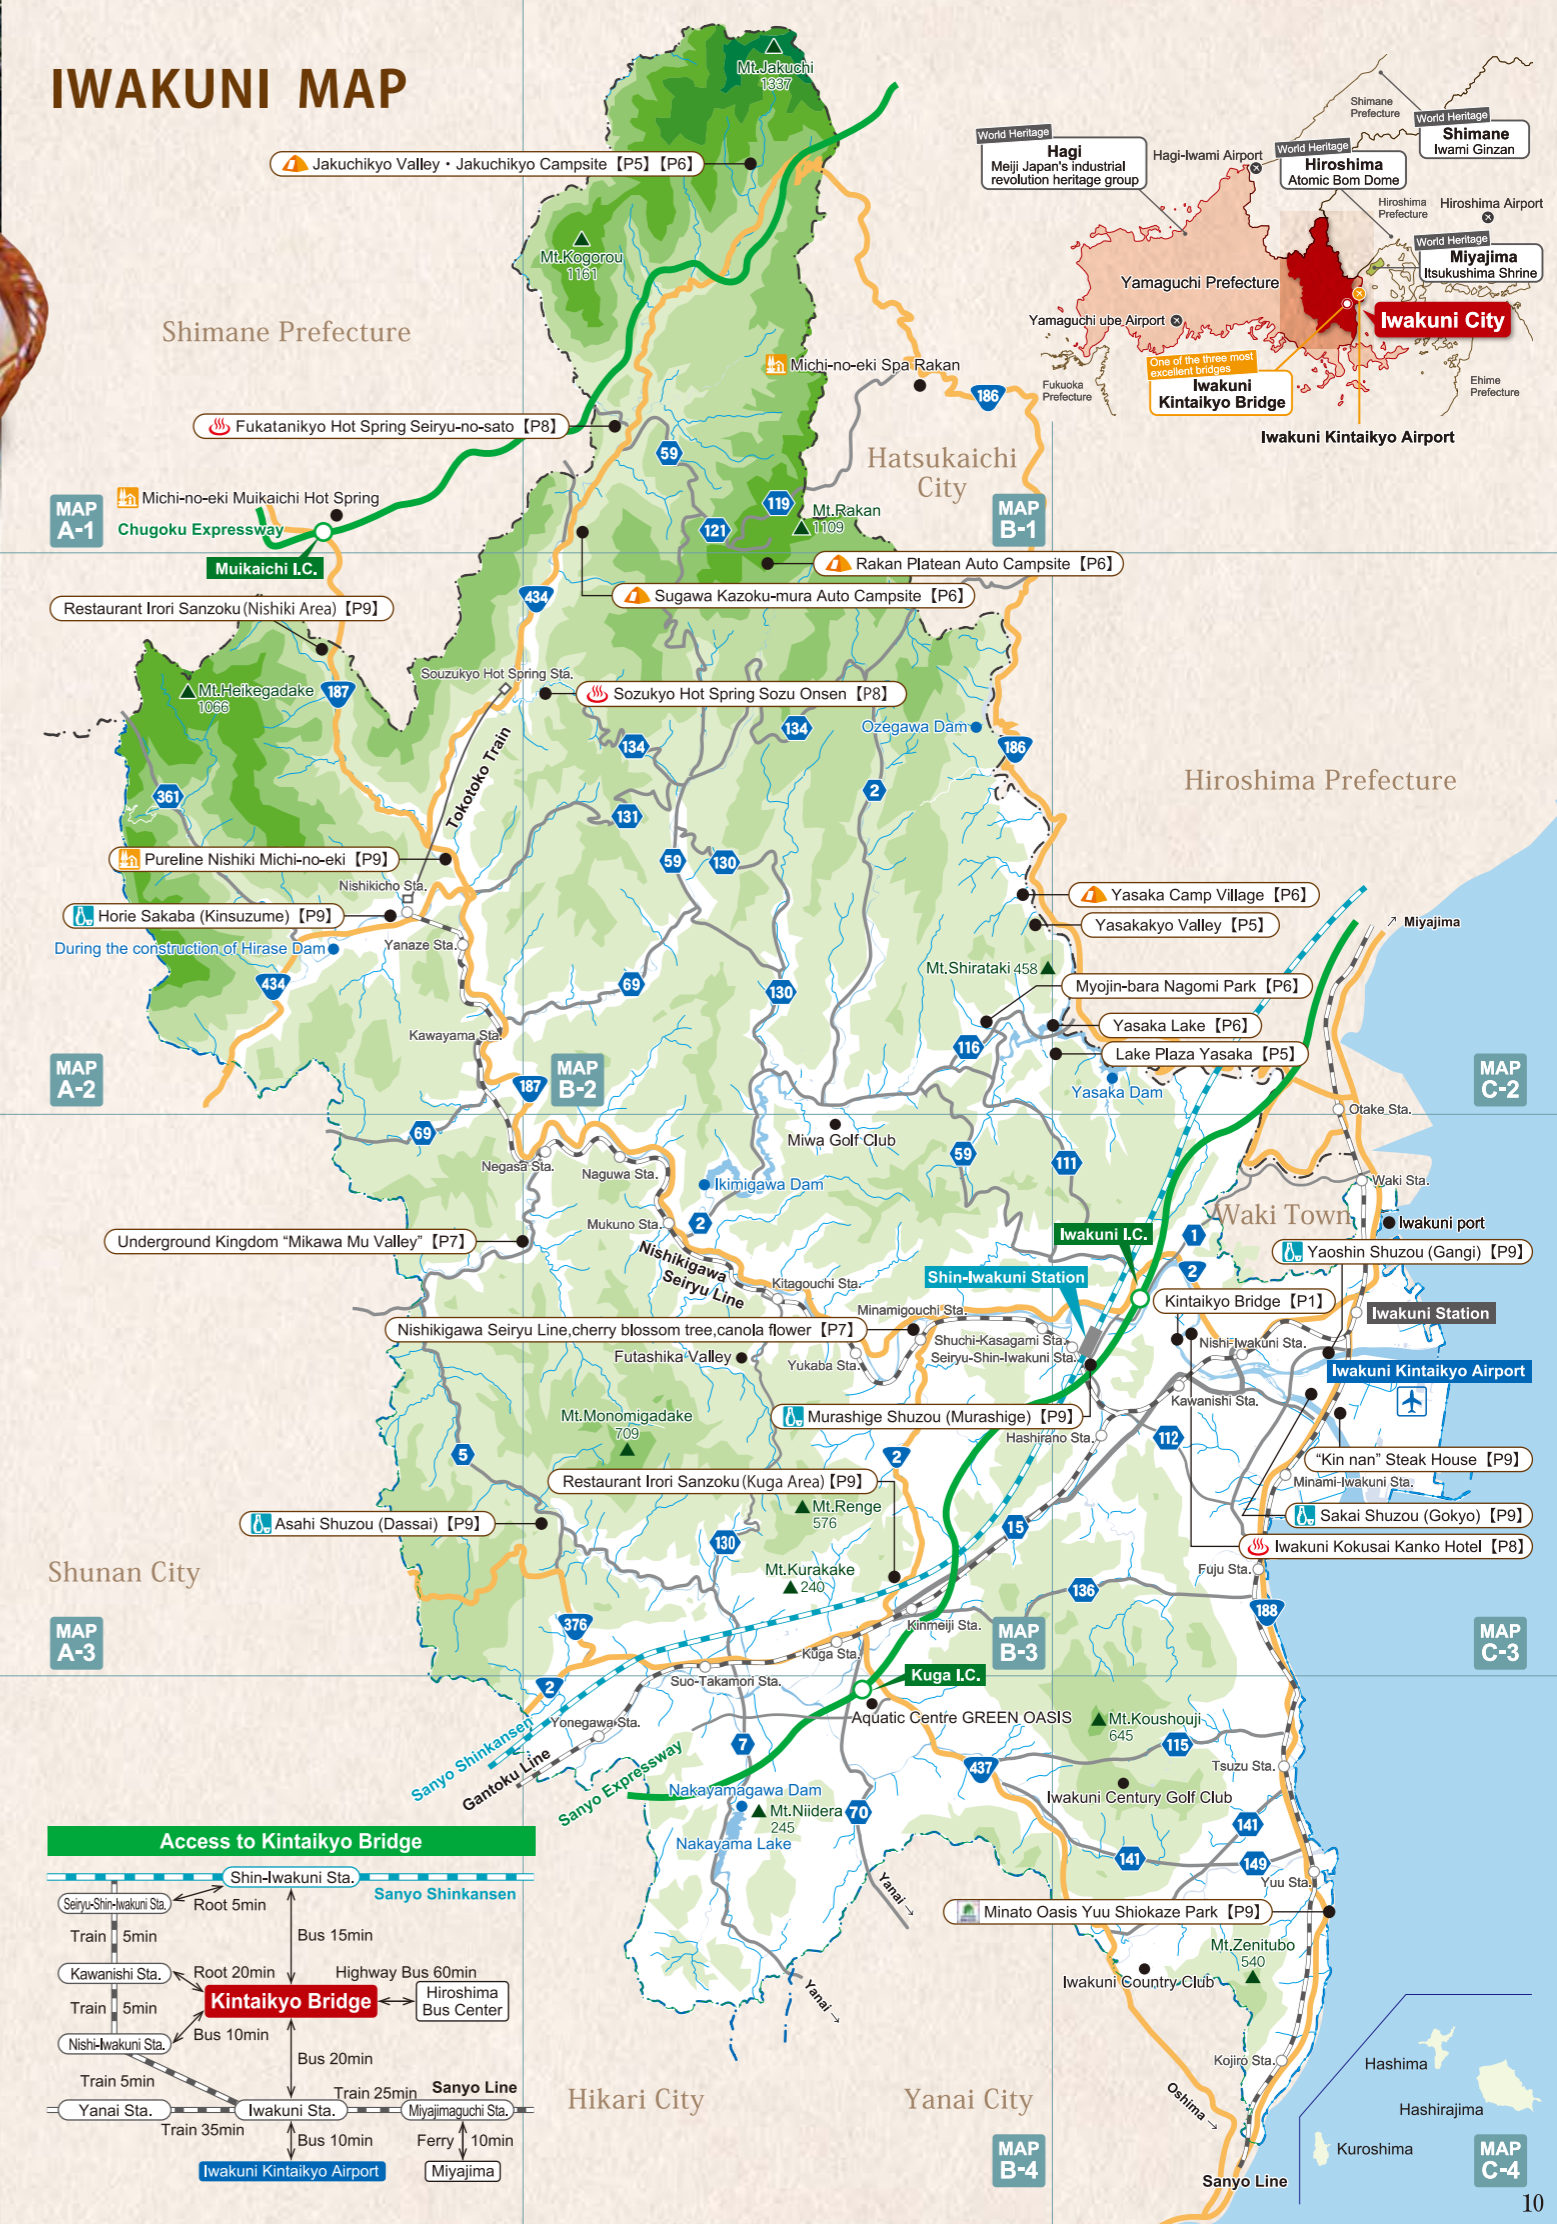 IWAKUNI MAP
Mt.Jakuchi
1337
Jakuchikyo Valley・Jakuchikyo Campsite【P5】【P6】
Mt.Kogorou
1161
Shimane Prefecture
Michi-no-eki Spa Rakan
186
Fukatanikyo Hot Spring Seiryu-no-sato【P8】
59
Hatsukaichi
City
MAP
A-1
Michi-no-eki Muikaichi Hot Spring
Chugoku Expressway
Muikaichi I.C.
119
121
Mt.Rakan
1109
MAP
B-1
Rakan Platean Auto Campsite【P6】
Sugawa Kazoku-mura Auto Campsite【P6】
434
Restaurant Irori Sanzoku(Nishiki Area)【P9】
World Heritage
Hagi
Meiji Japan's industrial
revolution heritage group
Hagi-Iwami Airport
Shimane
Prefecture
World Heritage
Shimane
Iwami Ginzan
World Heritage
Hiroshima
Atomic Bom Dome
Hiroshima
Prefecture
Hiroshima Airport
World Heritage
Miyajima
Itsukushima Shrine
Yamaguchi Prefecture
Yamaguchi ube Airport
Iwakuni City
One of the three most
excellent bridges
Iwakuni
Kintaikyo Bridge
Fukuoka
Prefecture
Ehime
Prefecture
Iwakuni Kintaikyo Airport
Mt.Heikegadake
1066
187
Souzukyo Hot Spring Sta.
Sozukyo Hot Spring Sozu Onsen【P8】
Tokotoko Train
134
134
Ozegawa Dam
186
Hiroshima Prefecture
361
131
2
59
130
Pureline Nishiki Michi-no-eki【P9】
Nishikicho Sta.
Horie Sakaba (Kinsuzume)【P9】
During the construction of Hirase Dam
Yanaze Sta.
434
69
130
Yasaka Camp Village【P6】
Yasakakyo Valley【P5】
Miyajima
Mt.Shirataki 458
Myojin-bara Nagomi Park【P6】
Yasaka Lake【P6】
Lake Plaza Yasaka【P5】
116
Yasaka Dam
Kawayama Sta.
MAP
A-2
187
MAP
B-2
MAP
C-2
Otake Sta.
69
Miwa Golf Club
Negasa Sta.
Naguwa Sta.
59
111
Ikimigawa Dam
Waki Sta.
Waki Town
Iwakuni port
Mukuno Sta.
2
Underground Kingdom “Mikawa Mu Valley”【P7】
Nishikigawa
Seiryu Line
Iwakuni I.C.
1
2
Yaoshin Shuzou (Gangi)【P9】
Shin-Iwakuni Station
Kitagouchi Sta.
Minamigouchi Sta.
Kintaikyo Bridge【P1】
Iwakuni Station
Nishikigawa Seiryu Line,cherry blossom tree,canola flower【P7】
Shuchi-Kasagami Sta.
Seiryu-Shin-Iwakuni Sta.
Nishi-Iwakuni Sta.
Futashika Valley
Yukaba Sta.
Iwakuni Kintaikyo Airport
Kawanishi Sta.
Mt.Monomigadake
709
Murashige Shuzou (Murashige)【P9】
Hashirano Sta.
112
5
2
“Kin nan” Steak House【P9】
Minami-Iwakuni Sta.
Restaurant Irori Sanzoku(Kuga Area)【P9】
Mt.Renge
576
Sakai Shuzou (Gokyo)【P9】
Asahi Shuzou (Dassai)【P9】
130
15
Iwakuni Kokusai Kanko Hotel【P8】
Shunan City
Mt.Kurakake
240
Fuju Sta.
136
188
376
Kinmeiji Sta.
MAP
A-3
MAP
B-3
MAP
C-3
Kuga Sta.
Suo-Takamori Sta.
Kuga I.C.
2
Yonegawa Sta.
Aquatic Centre GREEN OASIS
Mt.Koushouji
645
Sanyo Shinkansen
Gantoku Line
Sanyo Expressway
7
115
437
Tsuzu Sta.
Nakayamagawa Dam
Mt.Niidera
245
70
Iwakuni Century Golf Club
Nakayama Lake
141
141
149
Yuu Sta.
Yanai →
Minato Oasis Yuu Shiokaze Park【P9】
Mt.Zenitubo
540
Iwakuni Country Club
Yanai →
Kojiro Sta.
Hikari City
Yanai City
Oshima →
Hashima
Hashirajima
Kuroshima
MAP
B-4
MAP
C-4
Sanyo Line
Access to Kintaikyo Bridge
Shin-Iwakuni Sta.
Sanyo Shinkansen
Seiryu-Shin-Iwakuni Sta.
Root 5min
Train 5min
Bus 15min
Kawanishi Sta.
Root 20min
Highway Bus 60min
Kintaikyo Bridge
Hiroshima
Bus Center
Train 5min
Bus 10min
Nishi-Iwakuni Sta.
Bus 20min
Train 5min
Train 25min
Sanyo Line
Yanai Sta.
Iwakuni Sta.
Miyajimaguchi Sta.
Train 35min
Bus 10min
Ferry 10min
Iwakuni Kintaikyo Airport
Miyajima
10